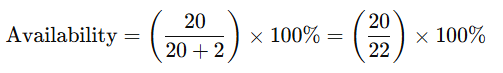 Availability = (20 / (20 + 2)) × 100% = (20 / 22) × 100%